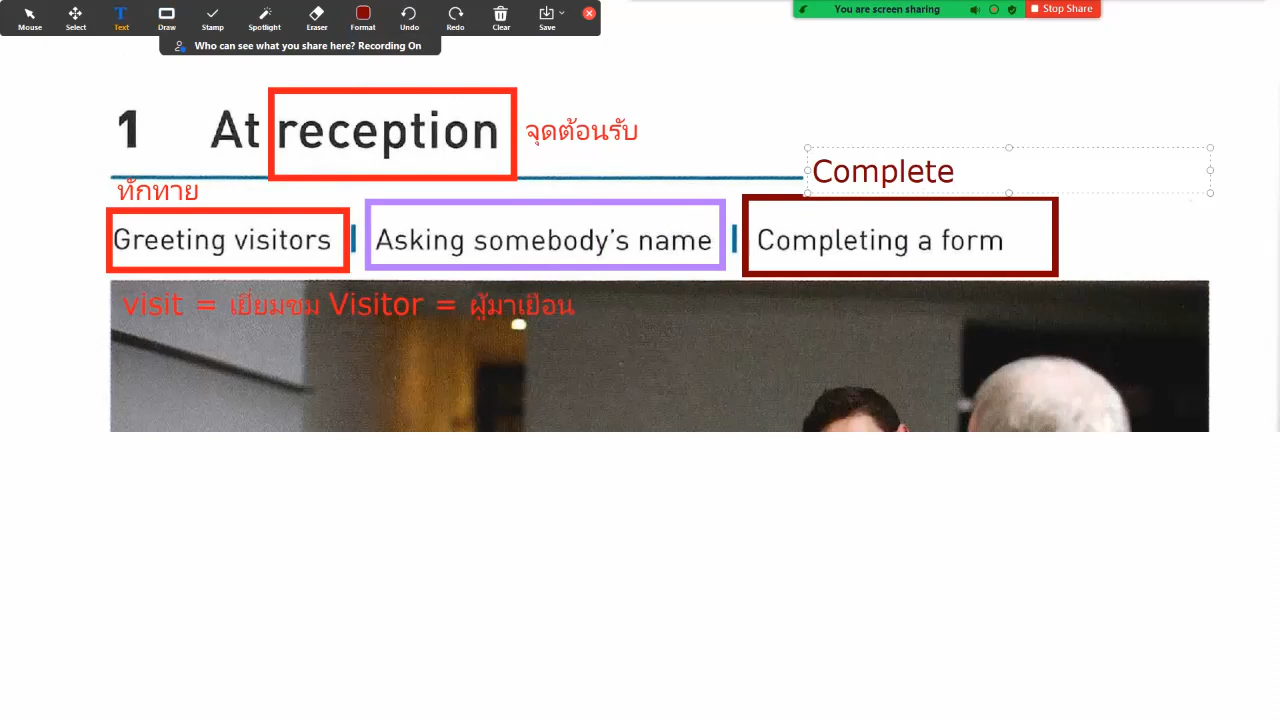 Mouse Select Text Draw Stamp Spotlight Eraser Format Undo Redo Clear Save
You are screen sharing Stop Share
Who can see what you share here? Recording On
1 At reception จุดต้อนรับ
Complete
ทักทาย
Greeting visitors | Asking somebody's name | Completing a form
visit = เยี่ยมชม Visitor = ผู้มาเยือน